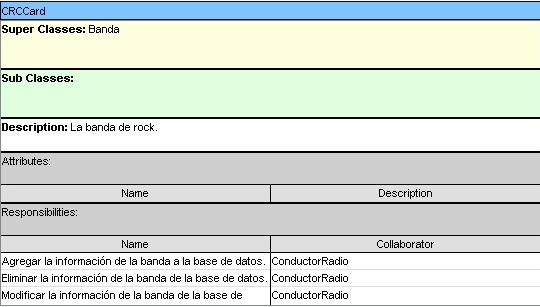 CRCCard
Super Classes: Banda
Sub Classes:
Description: La banda de rock.
Attributes:
Name Description
Responsibilities:
Name Collaborator
Agregar la información de la banda a la base de datos. ConductorRadio
Eliminar la información de la banda de la base de datos. ConductorRadio
Modificar la información de la banda de la base de ConductorRadio